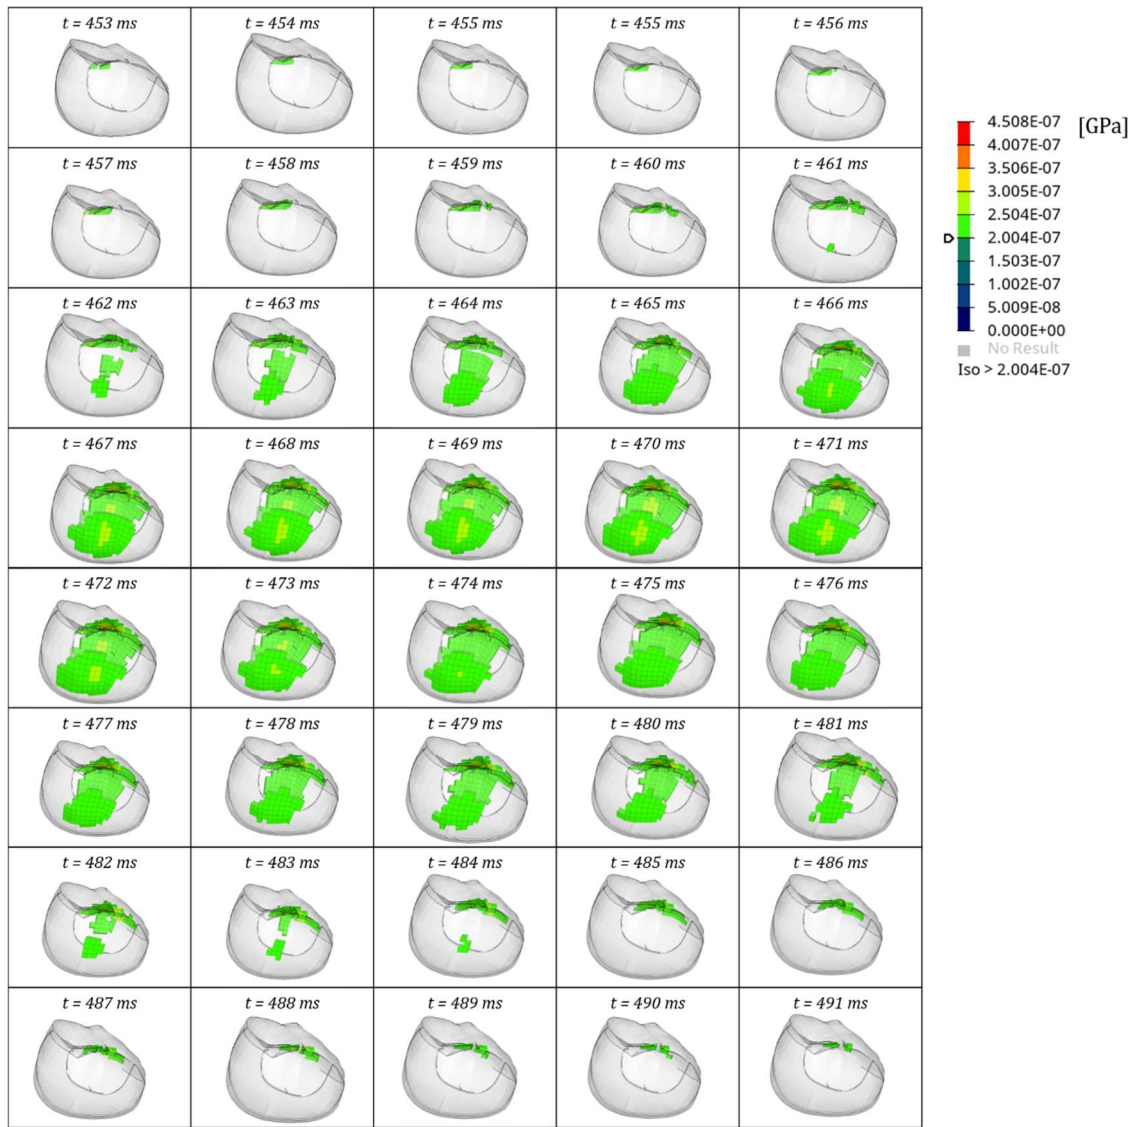 t = 453 ms
t = 454 ms
t = 455 ms
t = 455 ms
t = 456 ms
t = 457 ms
t = 458 ms
t = 459 ms
t = 460 ms
t = 461 ms
t = 462 ms
t = 463 ms
t = 464 ms
t = 465 ms
t = 466 ms
t = 467 ms
t = 468 ms
t = 469 ms
t = 470 ms
t = 471 ms
t = 472 ms
t = 473 ms
t = 474 ms
t = 475 ms
t = 476 ms
t = 477 ms
t = 478 ms
t = 479 ms
t = 480 ms
t = 481 ms
t = 482 ms
t = 483 ms
t = 484 ms
t = 485 ms
t = 486 ms
t = 487 ms
t = 488 ms
t = 489 ms
t = 490 ms
t = 491 ms
4.508E-07 [GPa]
4.007E-07
3.506E-07
3.005E-07
2.504E-07
2.004E-07
1.503E-07
1.002E-07
5.009E-08
0.000E+00
No Result
Iso > 2.004E-07